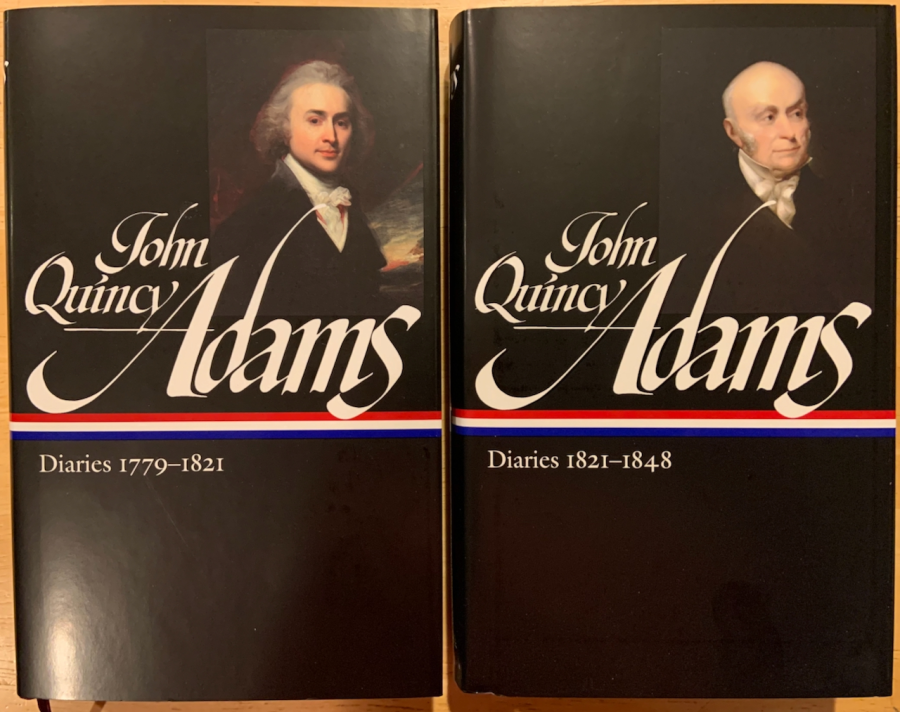 John
Quincy
Adams
Diaries 1779–1821
John
Quincy
Adams
Diaries 1821–1848